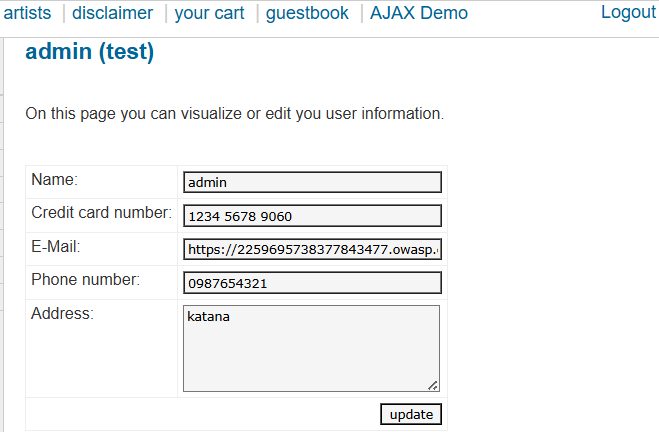 artists | disclaimer | your cart | guestbook | AJAX Demo Logout
admin (test)
On this page you can visualize or edit you user information.
Name: admin
Credit card number: 1234 5678 9060
E-Mail: https://2259695738377843477.owasp.
Phone number: 0987654321
Address: katana
update